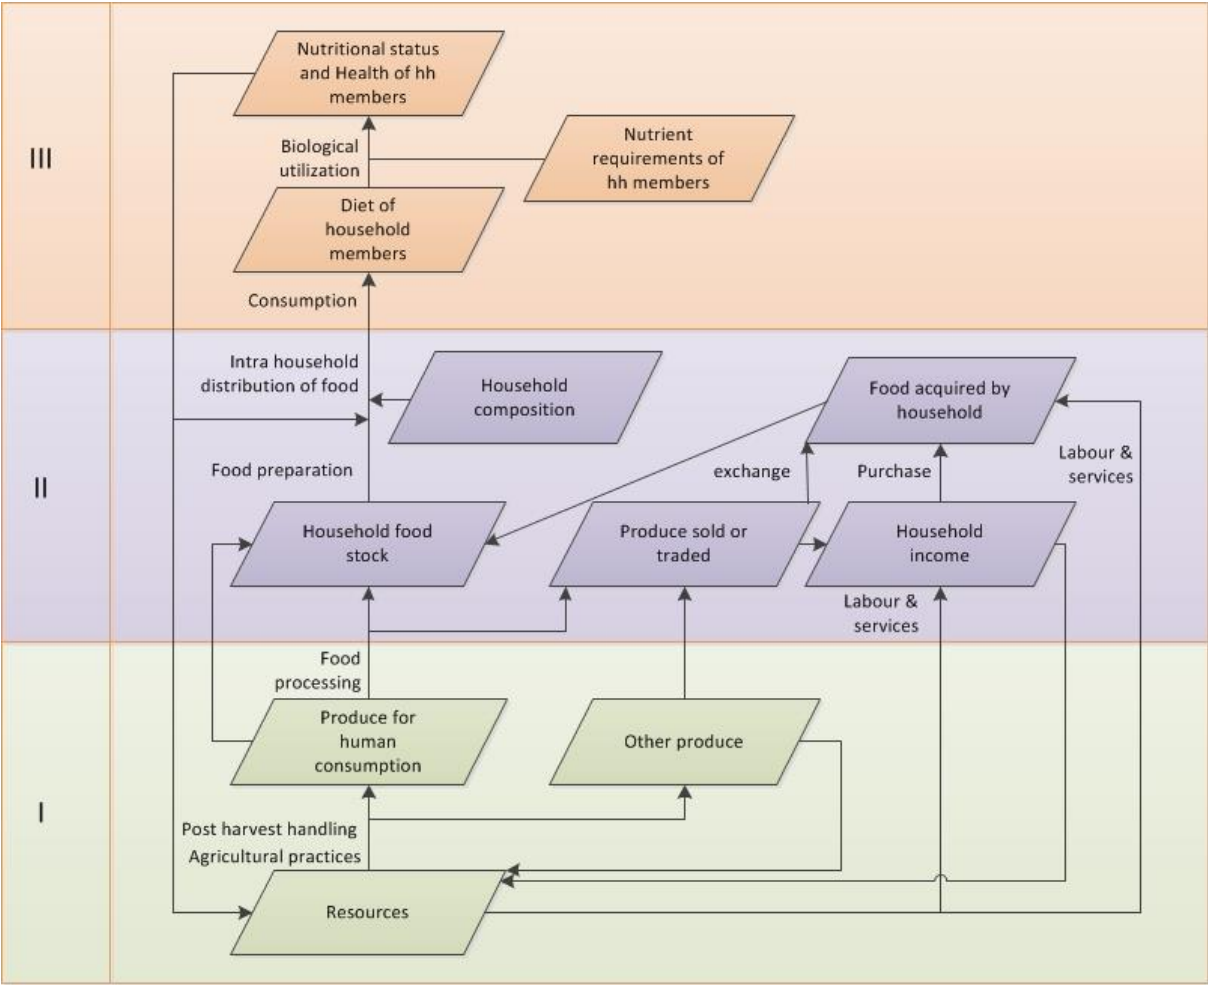 Nutritional status
and Health of hh
members
III
Biological
utilization
Nutrient
requirements of
hh members
Diet of
household
members
Consumption
Intra household
distribution of food
Household
composition
Food acquired by
household
II
Food preparation
exchange
Purchase
Labour &
services
Household food
stock
Produce sold or
traded
Household
income
Labour &
services
I
Food
processing
Produce for
human
consumption
Other produce
Post harvest handling
Agricultural practices
Resources